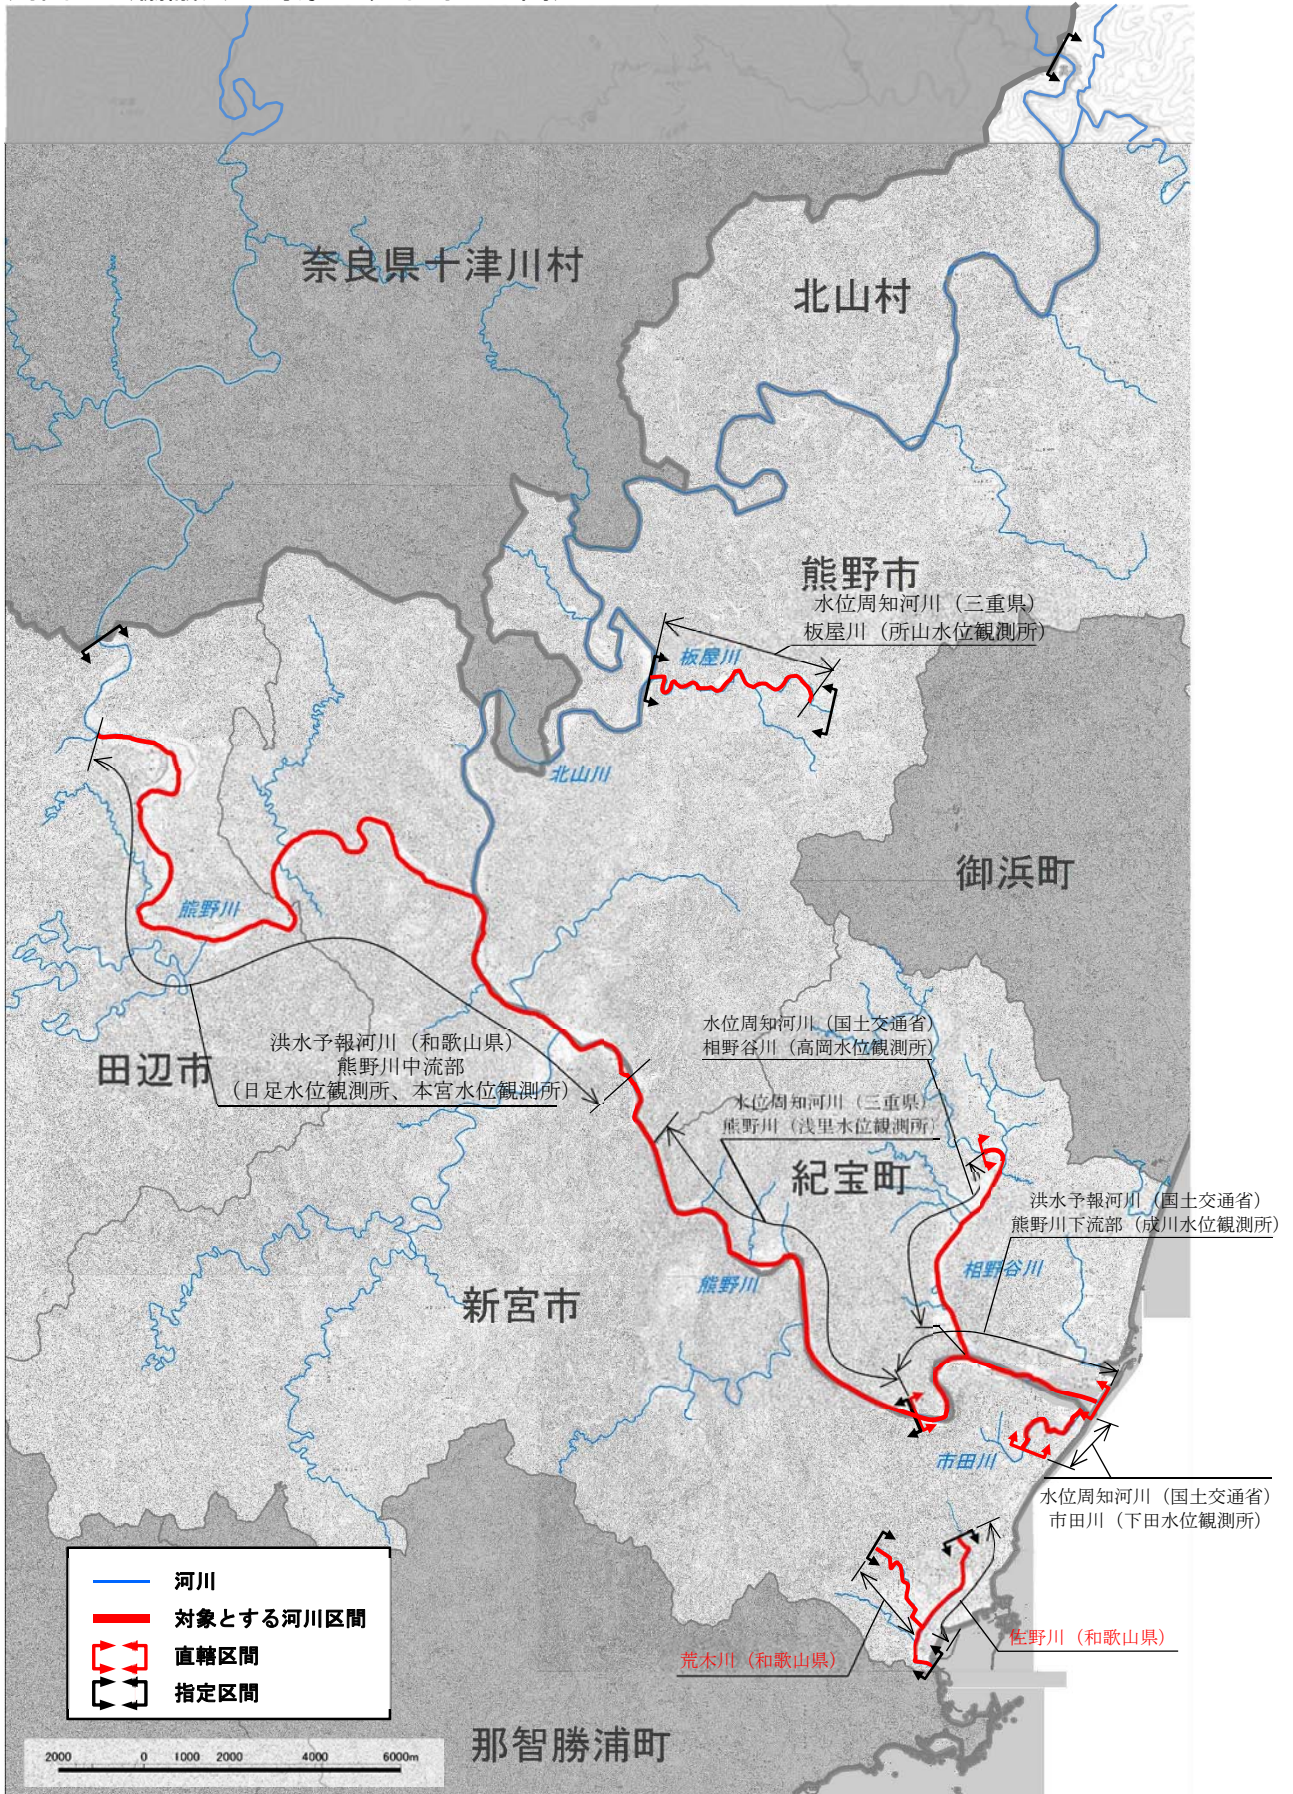 奈良県十津川村
北山村
熊野市
水位周知河川（三重県）
板屋川（所山水位観測所）
板屋川
北山川
御浜町
熊野川
田辺市
洪水予報河川（和歌山県）
熊野川中流部
（日足水位観測所、本宮水位観測所）
水位周知河川（国土交通省）
相野谷川（高岡水位観測所）
水位周知河川（三重県）
熊野川（浅里水位観測所）
紀宝町
洪水予報河川（国土交通省）
熊野川下流部（成川水位観測所）
相野谷川
熊野川
新宮市
市田川
水位周知河川（国土交通省）
市田川（下田水位観測所）
佐野川（和歌山県）
荒木川（和歌山県）
那智勝浦町
河川
対象とする河川区間
直轄区間
指定区間
2000 0 1000 2000 4000 6000m